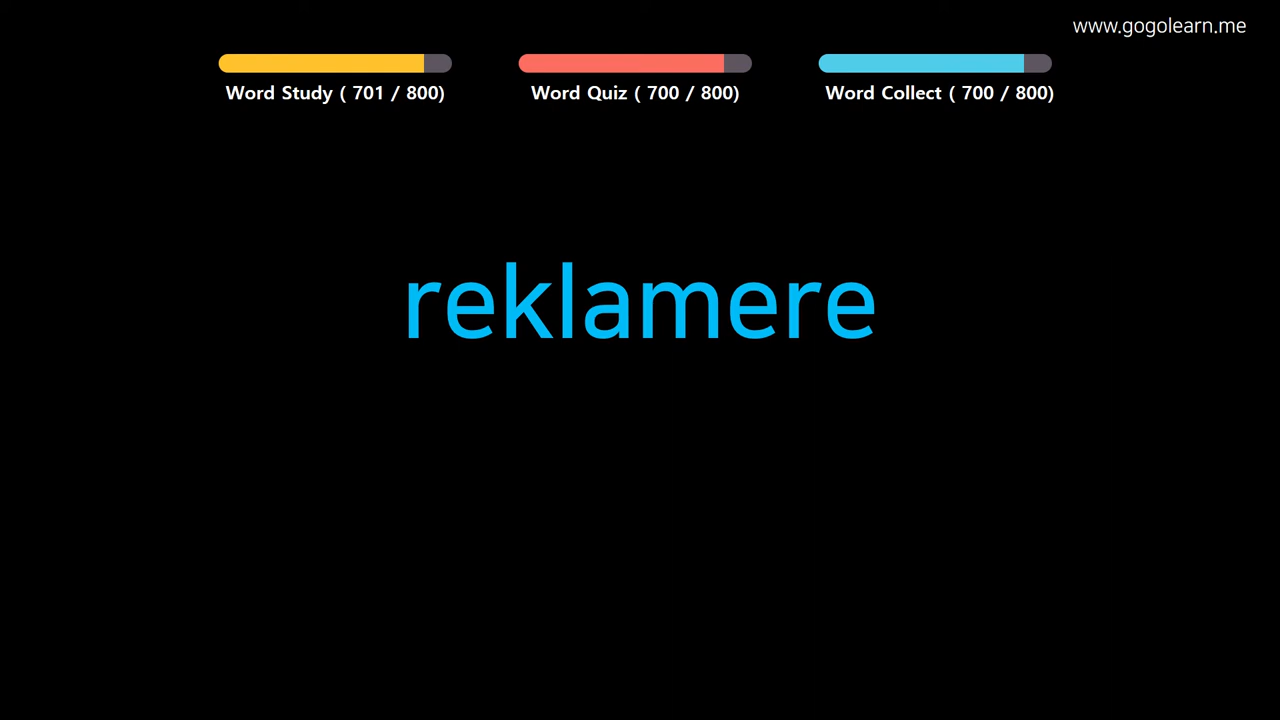 www.gogolearn.me
Word Study ( 701 / 800)
Word Quiz ( 700 / 800)
Word Collect ( 700 / 800)
reklamere